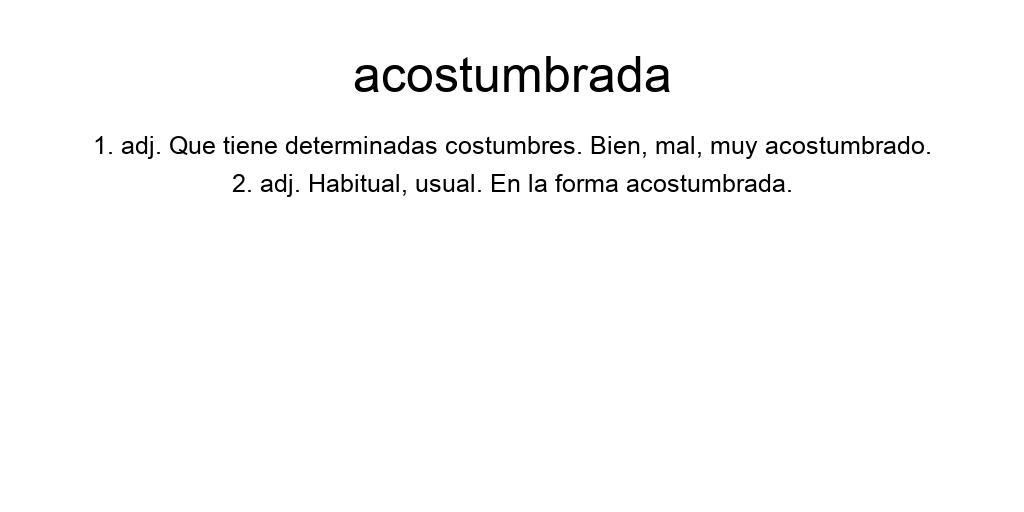 acostumbrada
1. adj. Que tiene determinadas costumbres. Bien, mal, muy acostumbrado.
2. adj. Habitual, usual. En la forma acostumbrada.